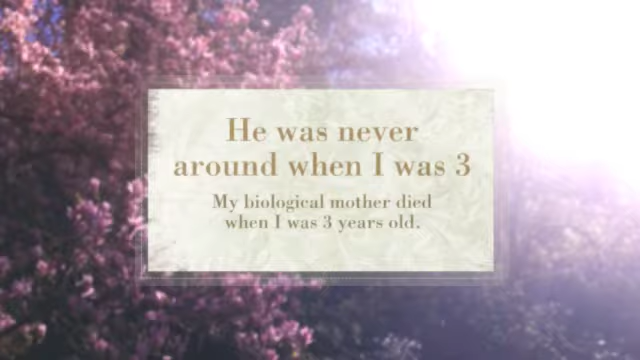 He was never
around when I was 3
My biological mother died
when I was 3 years old.